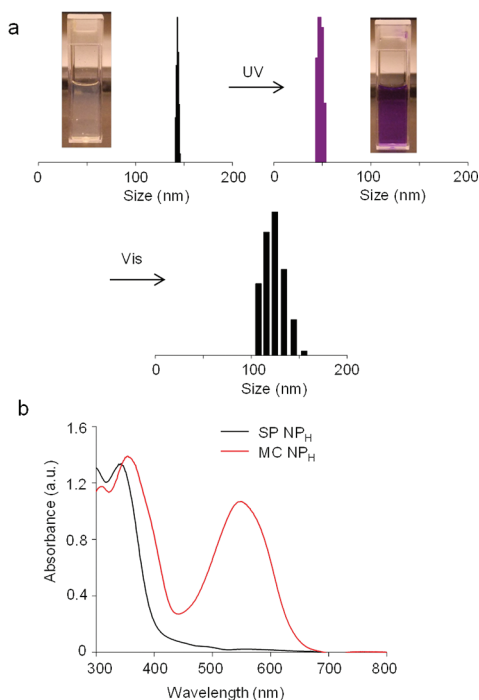 a
UV
0 100 200
Size (nm)
0 100 200
Size (nm)
Vis
0 100 200
Size (nm)
b
1.6
1.2
0.8
0.4
0
Absorbance (a.u.)
SP NPH
MC NPH
300 400 500 600 700 800
Wavelength (nm)